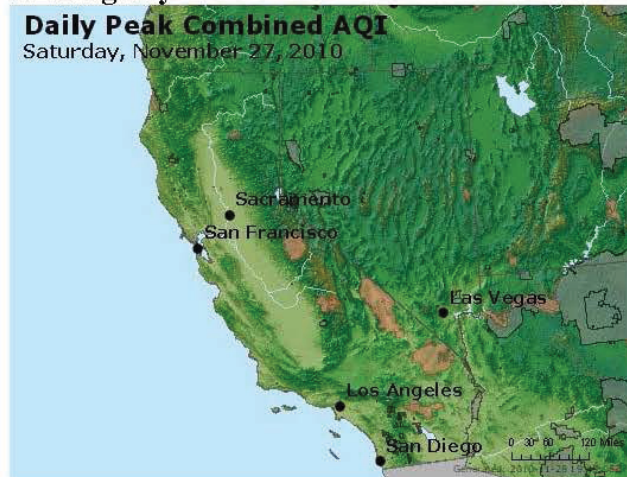 Daily Peak Combined AQI
Saturday, November 27, 2010
Sacramento
San Francisco
Las Vegas
Los Angeles
San Diego
0 30 60 120 Miles